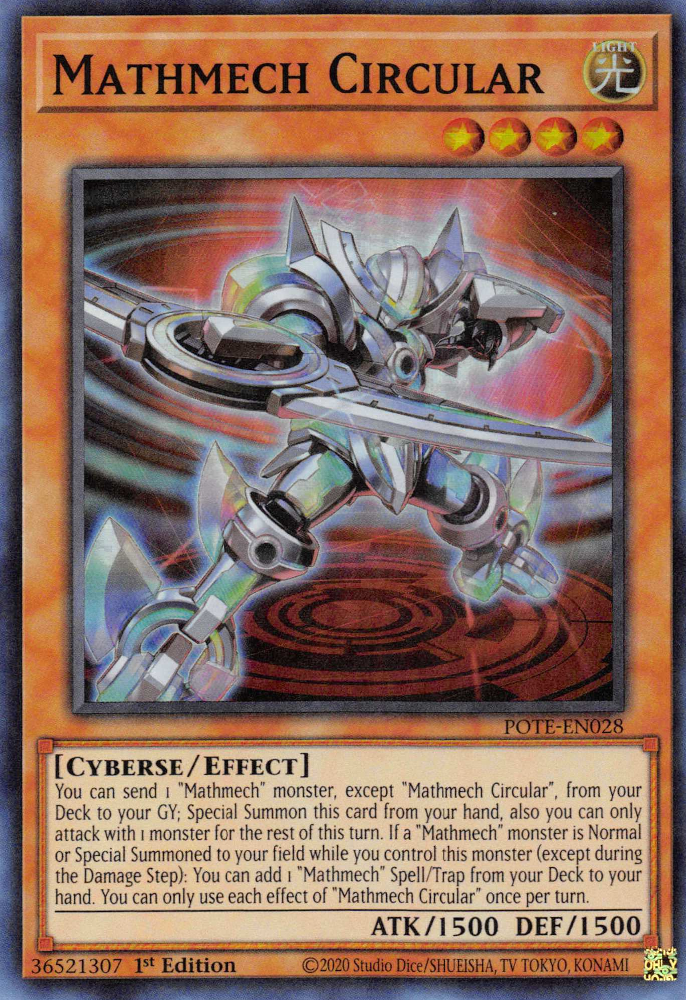 MATHMECH CIRCULAR
LIGHT
光
POTE-EN028
[CYBERSE/EFFECT]
You can send 1 "Mathmech" monster, except "Mathmech Circular", from your
Deck to your GY; Special Summon this card from your hand, also you can only
attack with 1 monster for the rest of this turn. If a "Mathmech" monster is Normal
or Special Summoned to your field while you control this monster (except during
the Damage Step): You can add 1 "Mathmech" Spell/Trap from your Deck to your
hand. You can only use each effect of "Mathmech Circular" once per turn.
ATK/1500 DEF/1500
36521307 1st Edition ©2020 Studio Dice/SHUEISHA, TV TOKYO, KONAMI